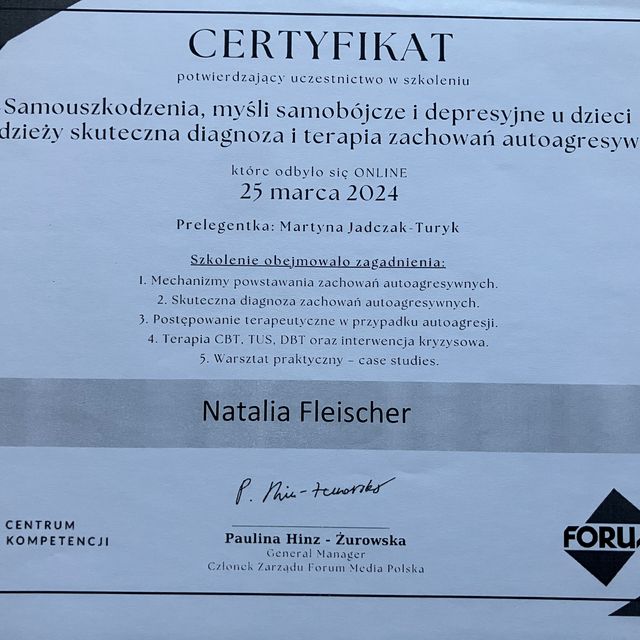 CERTYFIKAT
potwierdzający uczestnictwo w szkoleniu
Samouszkodzenia, myśli samobójcze i depresyjne u dzieci
dzieży skuteczna diagnoza i terapia zachowań autoagresyw
które odbyło się ONLINE
25 marca 2024
Prelegentka: Martyna Jadczak-Turyk
Szkolenie obejmowało zagadnienia:
1. Mechanizmy powstawania zachowań autoagresywnych.
2. Skuteczna diagnoza zachowań autoagresywnych.
3. Postępowanie terapeutyczne w przypadku autoagresji.
4. Terapia CBT, TUS, DBT oraz interwencja kryzysowa.
5. Warsztat praktyczny – case studies.
Natalia Fleischer
P. Hinz-Żurowska
CENTRUM
KOMPETENCJI
FORU
Paulina Hinz - Żurowska
General Manager
Członek Zarządu Forum Media Polska